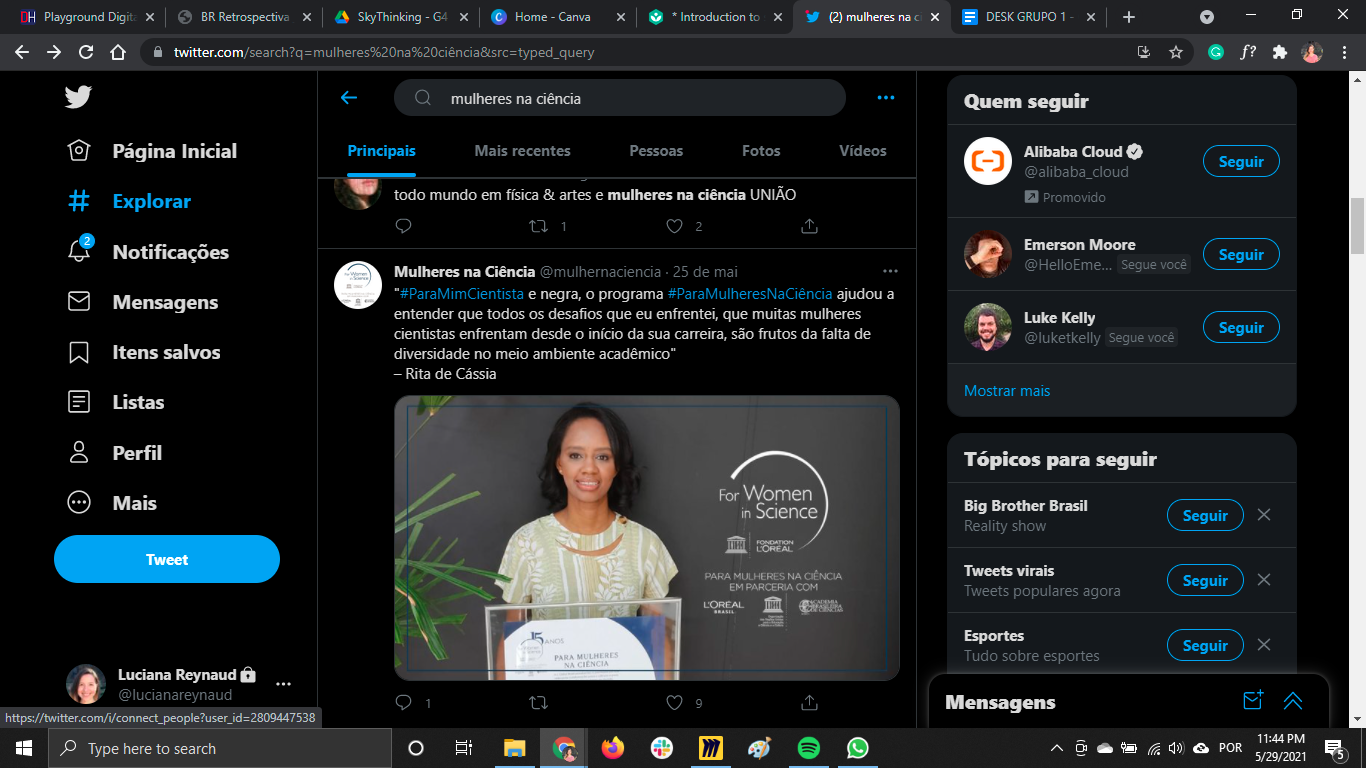 Playground Digita
BR Retrospectiva
SkyThinking - G4
Home - Canva
* Introduction to
(2) mulheres na ci
DESK GRUPO 1 -
twitter.com/search?q=mulheres%20na%20ciência&src=typed_query
Página Inicial
Explorar
2
Notificações
Mensagens
Itens salvos
Listas
Perfil
Mais
Tweet
Luciana Reynaud
@lucianareynaud
https://twitter.com/i/connect_people?user_id=2809447538
mulheres na ciência
Principais
Mais recentes
Pessoas
Fotos
Vídeos
todo mundo em física & artes e mulheres na ciência UNIÃO
1
2
Mulheres na Ciência @mulhernaciencia · 25 de mai
"#ParaMimCientista e negra, o programa #ParaMulheresNaCiência ajudou a
entender que todos os desafios que eu enfrentei, que muitas mulheres
cientistas enfrentam desde o início da sua carreira, são frutos da falta de
diversidade no meio ambiente acadêmico"
– Rita de Cássia
For Women
in Science
FONDATION
L'ORÉAL
PARA MULHERES NA CIÊNCIA
EM PARCERIA COM
L'ORÉAL
BRASIL
ACADEMIA
BRASILEIRA
DE CIÊNCIAS
15 ANOS
PARA MULHERES
NA CIÊNCIA
1
9
Quem seguir
Alibaba Cloud
@alibaba_cloud
Promovido
Seguir
Emerson Moore
@HelloEme... Segue você
Seguir
Luke Kelly
@luketkelly Segue você
Seguir
Mostrar mais
Tópicos para seguir
Big Brother Brasil
Reality show
Seguir
Tweets virais
Tweets populares agora
Seguir
Esportes
Tudo sobre esportes
Seguir
Mensagens
Type here to search
POR
11:44 PM
5/29/2021
5